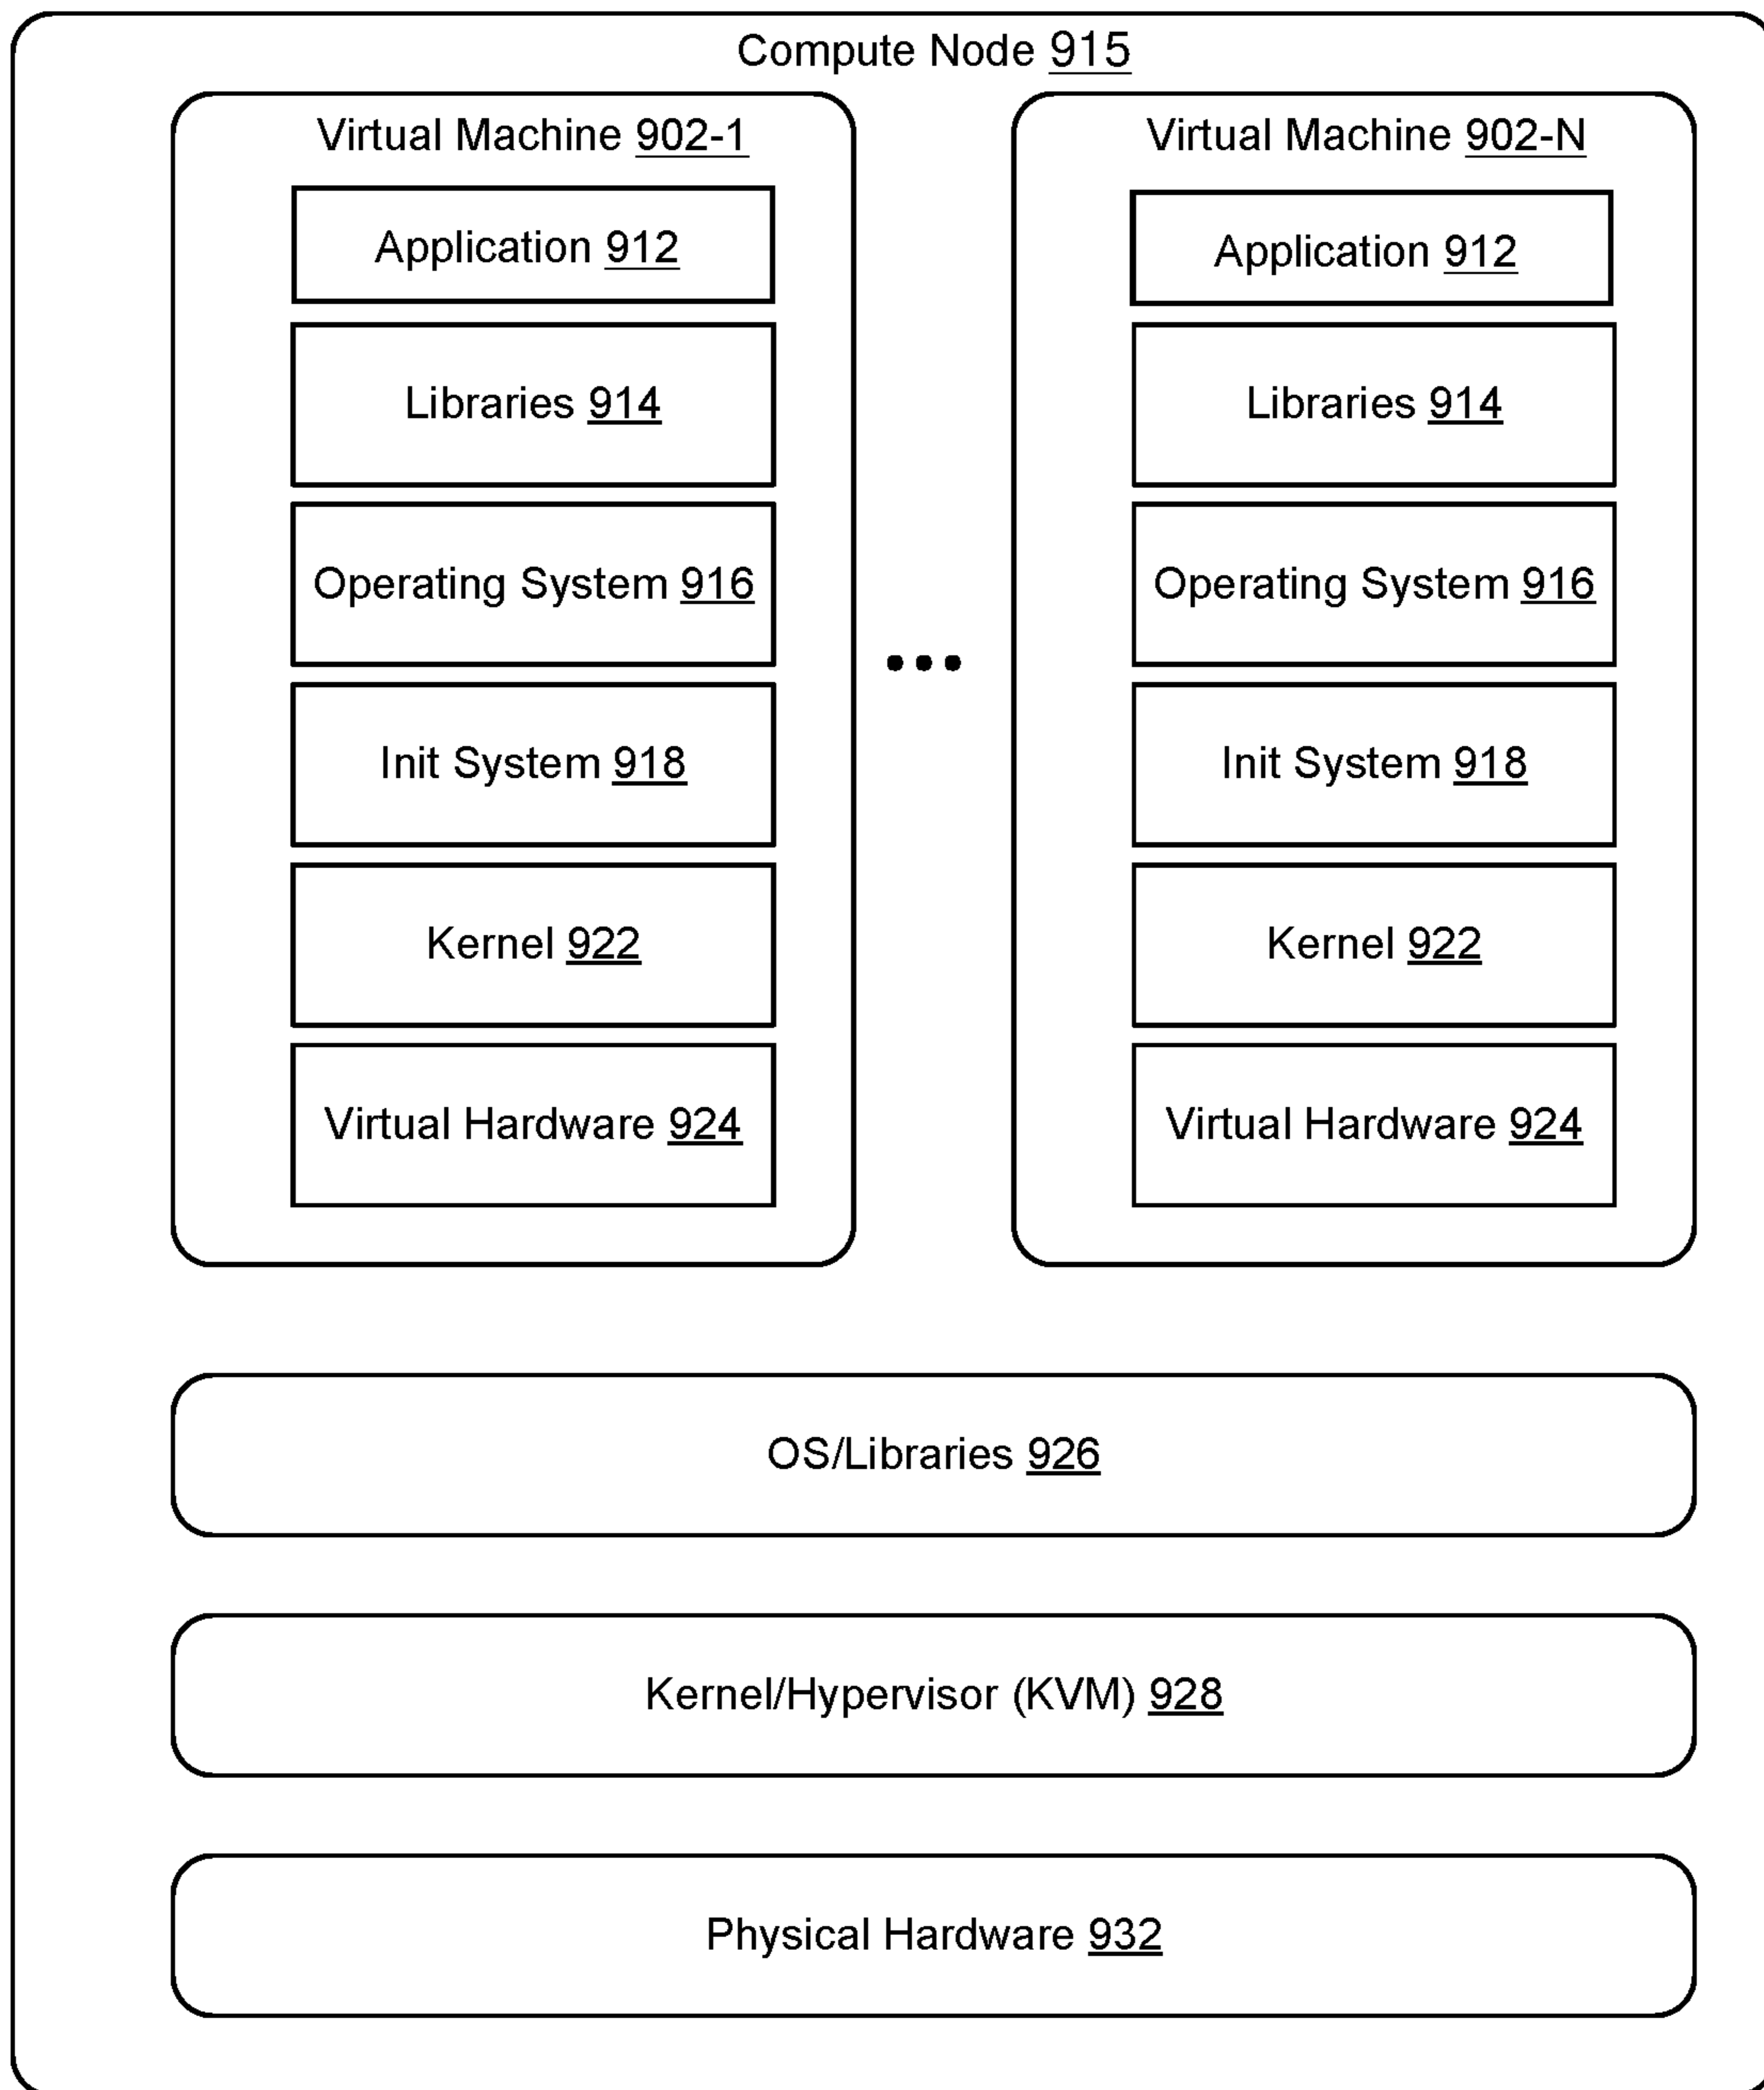 Compute Node 915
Virtual Machine 902-1
Application 912
Libraries 914
Operating System 916
Init System 918
Kernel 922
Virtual Hardware 924
...
Virtual Machine 902-N
Application 912
Libraries 914
Operating System 916
Init System 918
Kernel 922
Virtual Hardware 924
OS/Libraries 926
Kernel/Hypervisor (KVM) 928
Physical Hardware 932